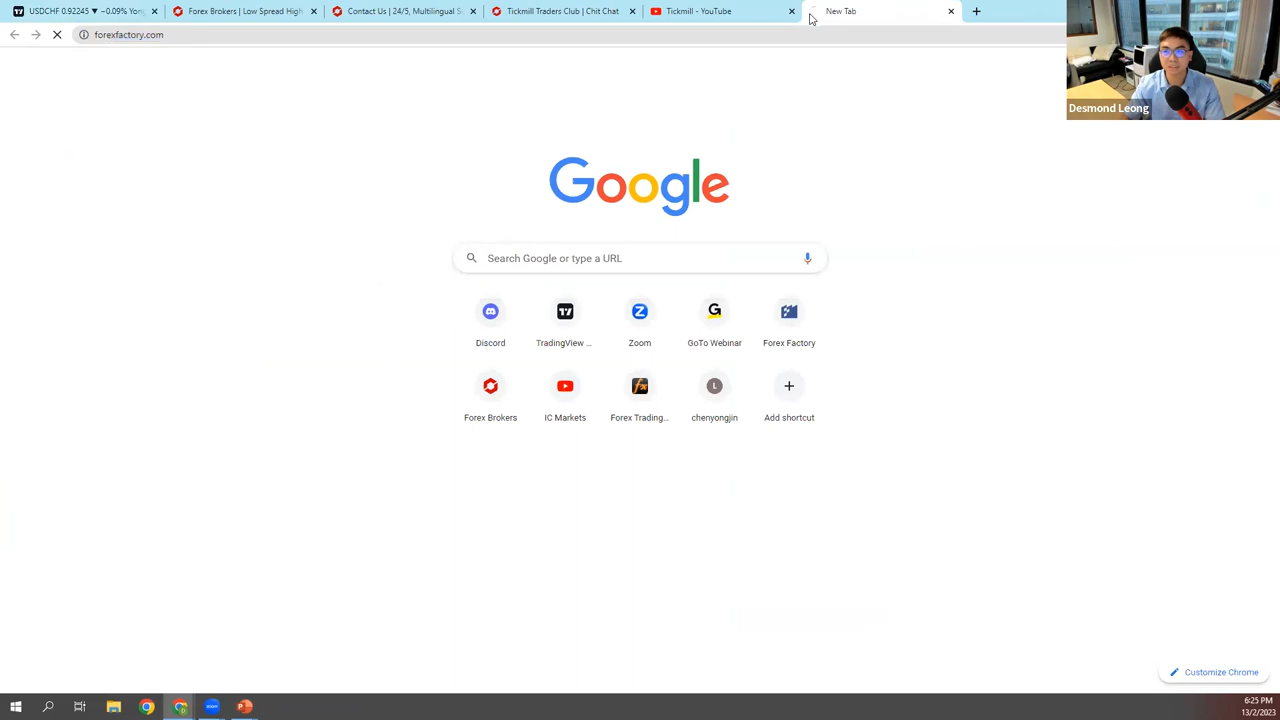 USDCHF 0.92245 ▼ −0.09% Yong
Forex Brokers | Low Spread High
Contact Us | 24/5, Multilingual S
Tickmill Traders Club | Chit Chat
Tickmill - YouTube
New Tab
forexfactory.com
Desmond Leong
Google
Search Google or type a URL
Discord
TradingView ...
Zoom
GoTo Webinar
Forex Factory
Forex Brokers
IC Markets
Forex Trading...
L
chenyongjin
Add shortcut
Customize Chrome
6:25 PM
13/2/2023